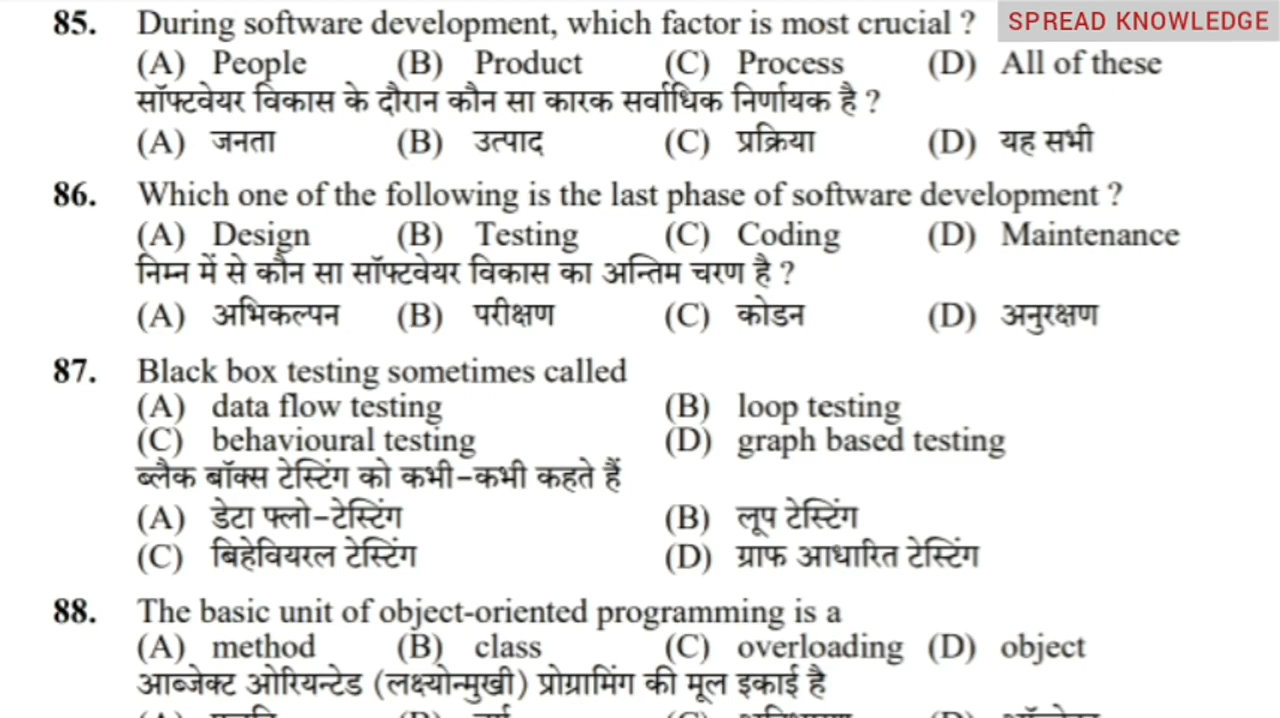 SPREAD KNOWLEDGE
85. During software development, which factor is most crucial ?
(A) People (B) Product (C) Process (D) All of these
सॉफ्टवेयर विकास के दौरान कौन सा कारक सर्वाधिक निर्णायक है ?
(A) जनता (B) उत्पाद (C) प्रक्रिया (D) यह सभी
86. Which one of the following is the last phase of software development ?
(A) Design (B) Testing (C) Coding (D) Maintenance
निम्न में से कौन सा सॉफ्टवेयर विकास का अन्तिम चरण है ?
(A) अभिकल्पन (B) परीक्षण (C) कोडन (D) अनुरक्षण
87. Black box testing sometimes called
(A) data flow testing (B) loop testing
(C) behavioural testing (D) graph based testing
ब्लैक बॉक्स टेस्टिंग को कभी-कभी कहते हैं
(A) डेटा फ्लो-टेस्टिंग (B) लूप टेस्टिंग
(C) बिहेवियरल टेस्टिंग (D) ग्राफ आधारित टेस्टिंग
88. The basic unit of object-oriented programming is a
(A) method (B) class (C) overloading (D) object
आब्जेक्ट ओरियन्टेड (लक्ष्योन्मुखी) प्रोग्रामिंग की मूल इकाई है